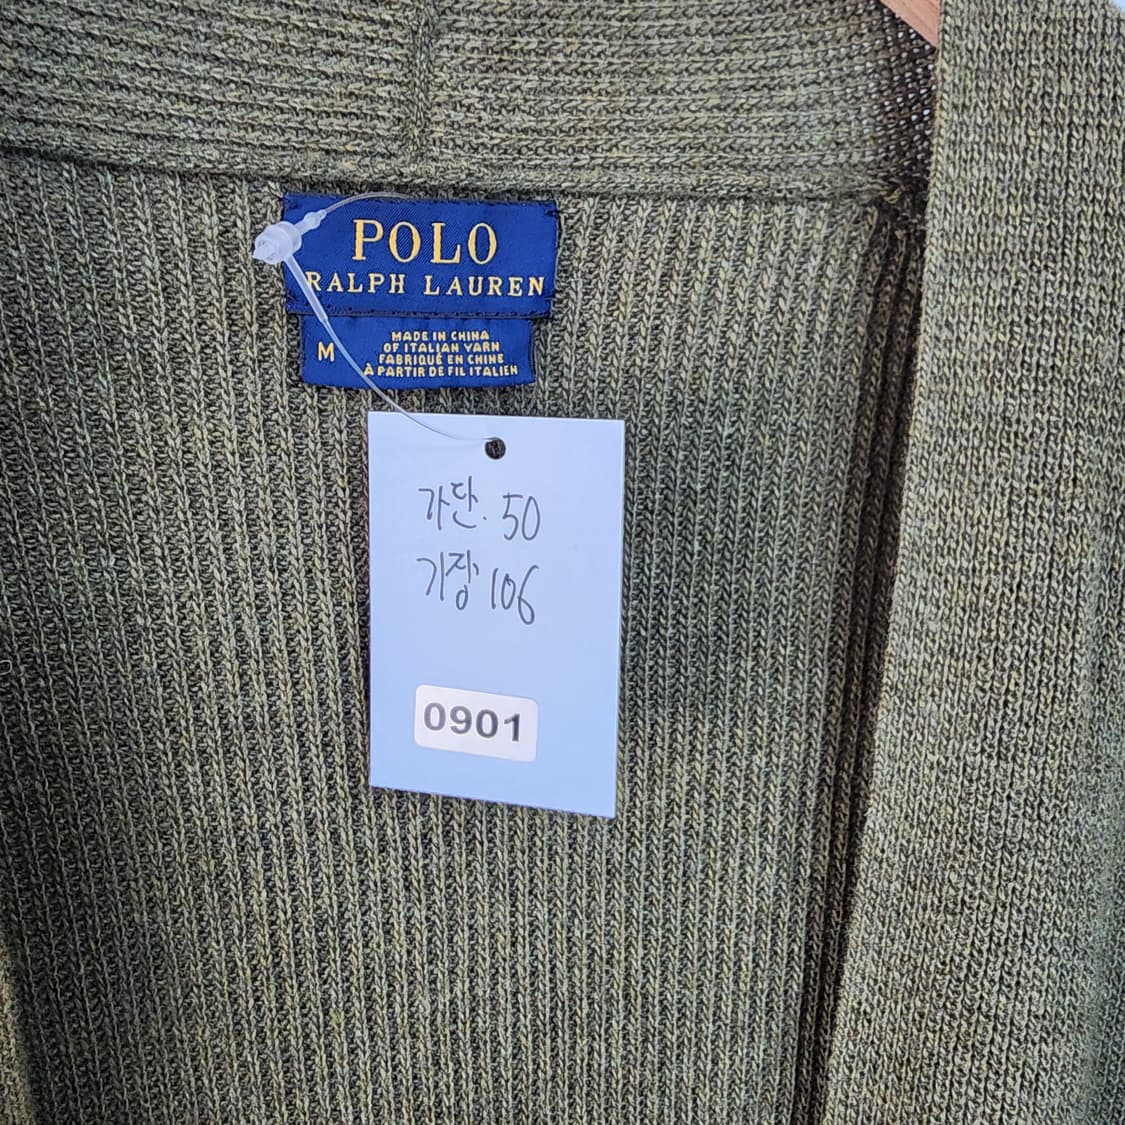 POLO
RALPH LAUREN
M
MADE IN CHINA
OF ITALIAN YARN
FABRIQUÉ EN CHINE
À PARTIR DE FIL ITALIEN
가단. 50
기장 106
0901